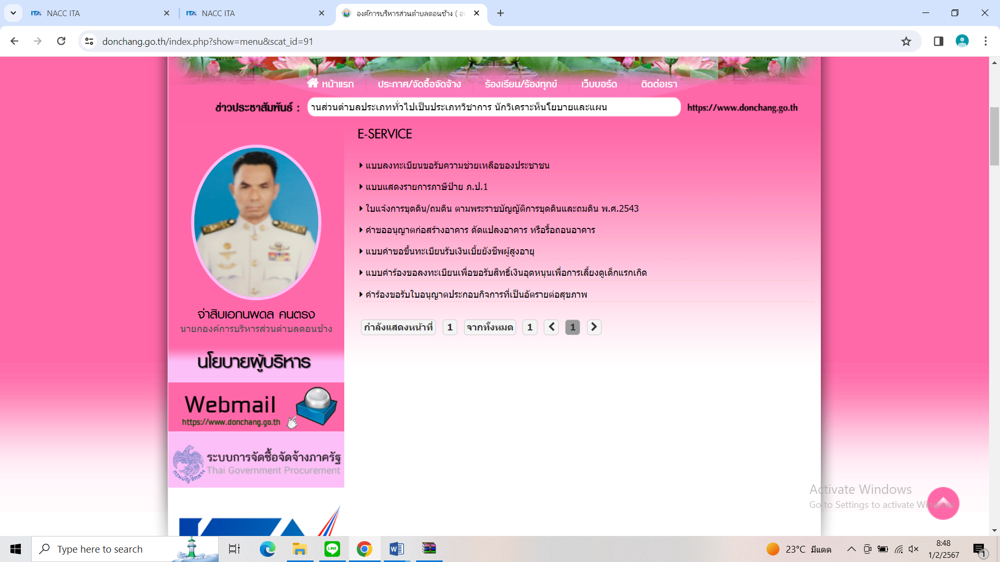 NACC ITA
NACC ITA
องค์การบริหารส่วนตำบลดอนช้าง (
donchang.go.th/index.php?show=menu&scat_id=91
หน้าแรก
ประกาศ/จัดซื้อจัดจ้าง
ร้องเรียน/ร้องทุกข์
เว็บบอร์ด
ติดต่อเรา
ข่าวประชาสัมพันธ์ :
านส่วนตำบลประเภททั่วไปเป็นประเภทวิชาการ นักวิเคราะห็นโยบายและแผน
https://www.donchang.go.th
E-SERVICE
แบบลงทะเบียนขอรับความช่วยเหลือของประชาชน
แบบแสดงรายการภาษีป้าย ภ.ป.1
ใบแจ้งการขุดดิน/ถมดิน ตามพระราชบัญญัติการขุดดินและถมดิน พ.ศ.2543
คำขออนุญาตก่อสร้างอาคาร ดัดแปลงอาคาร หรือรื้อถอนอาคาร
แบบคำขอขึ้นทะเบียนรับเงินเบี้ยยังชีพผู้สูงอายุ
แบบคำร้องขอลงทะเบียนเพื่อขอรับสิทธิ์เงินอุดหนุนเพื่อการเลี้ยงดูเด็กแรกเกิด
คำร้องขอรับใบอนุญาตประกอบกิจการที่เป็นอัตรายต่อสุขภาพ
กำลังแสดงหน้าที่ 1 จากทั้งหมด 1 1
จ่าสิบเอกนพดล คนตรง
นายกองค์การบริหารส่วนตำบลดอนช้าง
นโยบายผู้บริหาร
Webmail
https://www.donchang.go.th
ระบบการจัดซื้อจัดจ้างภาครัฐ
Thai Government Procurement
กรมบัญชีกลาง
Activate Windows
Go to Settings to activate Windows.
Type here to search
23°C มีแดด
8:48
1/2/2567
1